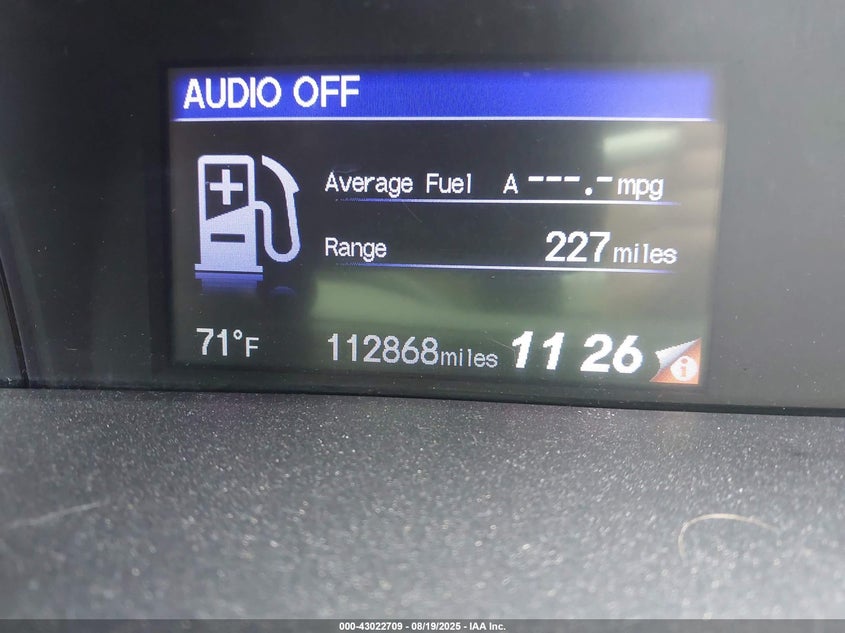 AUDIO OFF
Average Fuel A ---.- mpg
Range 227 miles
71°F 112868 miles 11 26 i
000-43022709 - 08/19/2025 - IAA Inc.